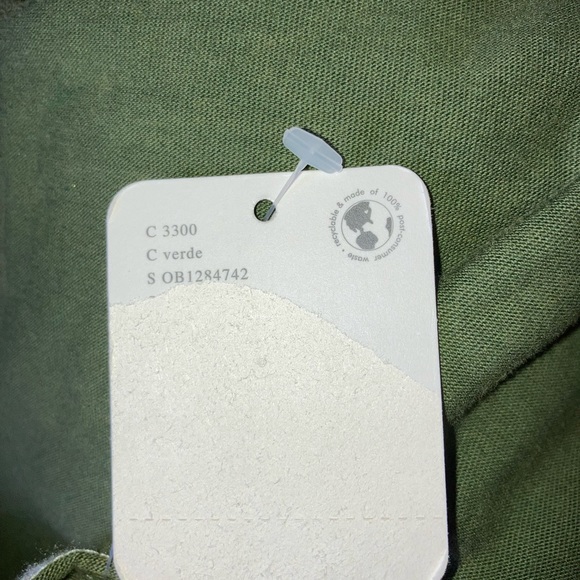 C 3300
C verde
S OB1284742
recyclable & made of 100% post-consumer waste •